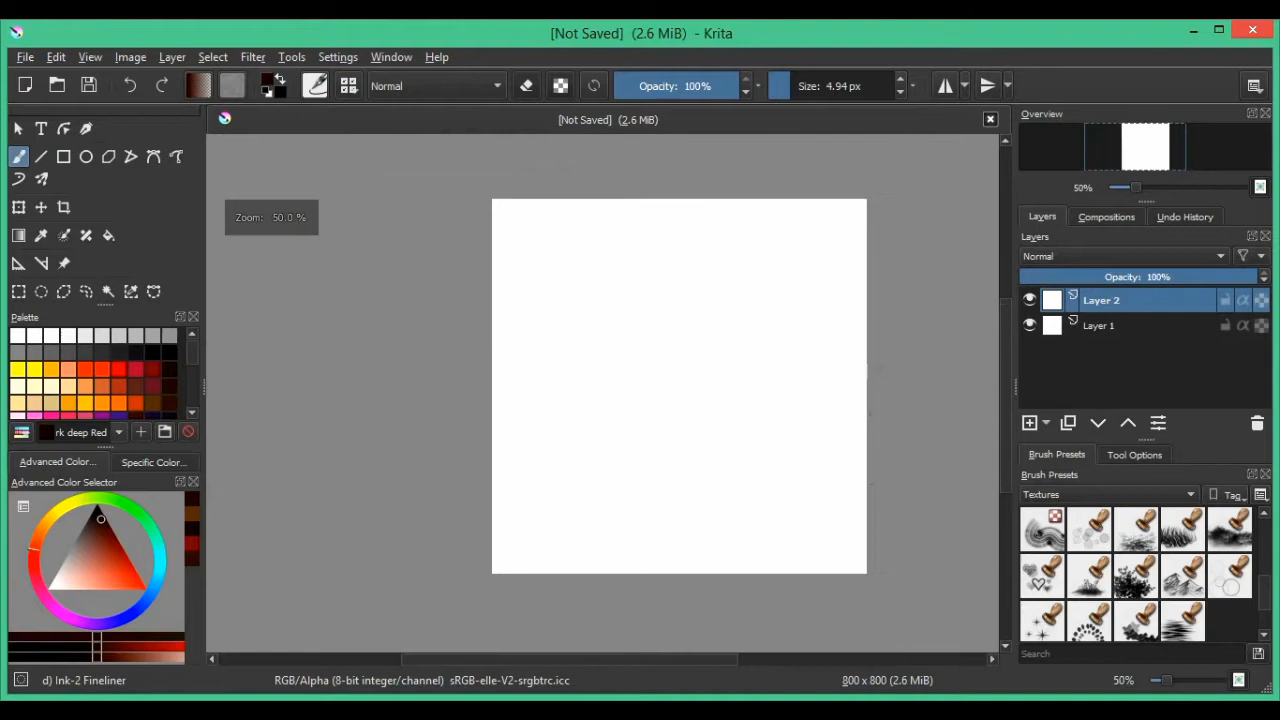 [Not Saved] (2.6 MiB) - Krita
File Edit View Image Layer Select Filter Tools Settings Window Help
Normal
Opacity: 100%
Size: 4.94 px
[Not Saved] (2.6 MiB)
Overview
50%
Zoom: 50.0 %
Layers Compositions Undo History
Layers
Normal
Opacity: 100%
Layer 2
Layer 1
Palette
rk deep Red
Advanced Color... Specific Color...
Advanced Color Selector
Brush Presets Tool Options
Brush Presets
Textures
Tag
Search
d) Ink-2 Fineliner
RGB/Alpha (8-bit integer/channel) sRGB-elle-V2-srgbtrc.icc
800 x 800 (2.6 MiB)
50%